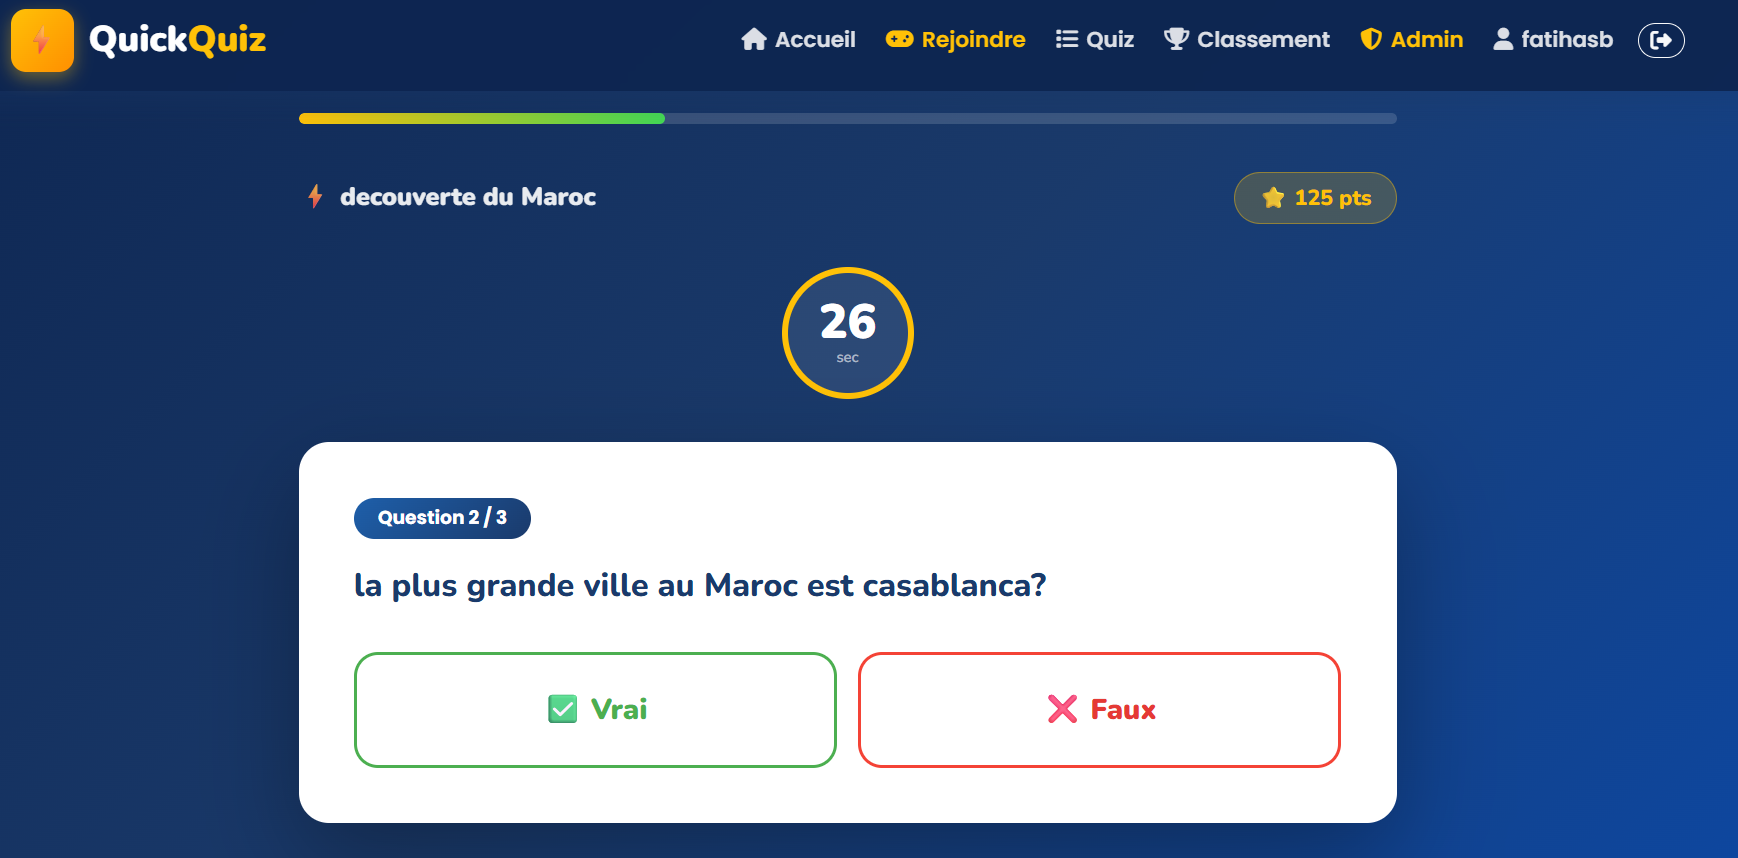 QuickQuiz
Accueil Rejoindre Quiz Classement Admin fatihasb
decouverte du Maroc
125 pts
26
sec
Question 2 / 3
la plus grande ville au Maroc est casablanca?
Vrai
Faux